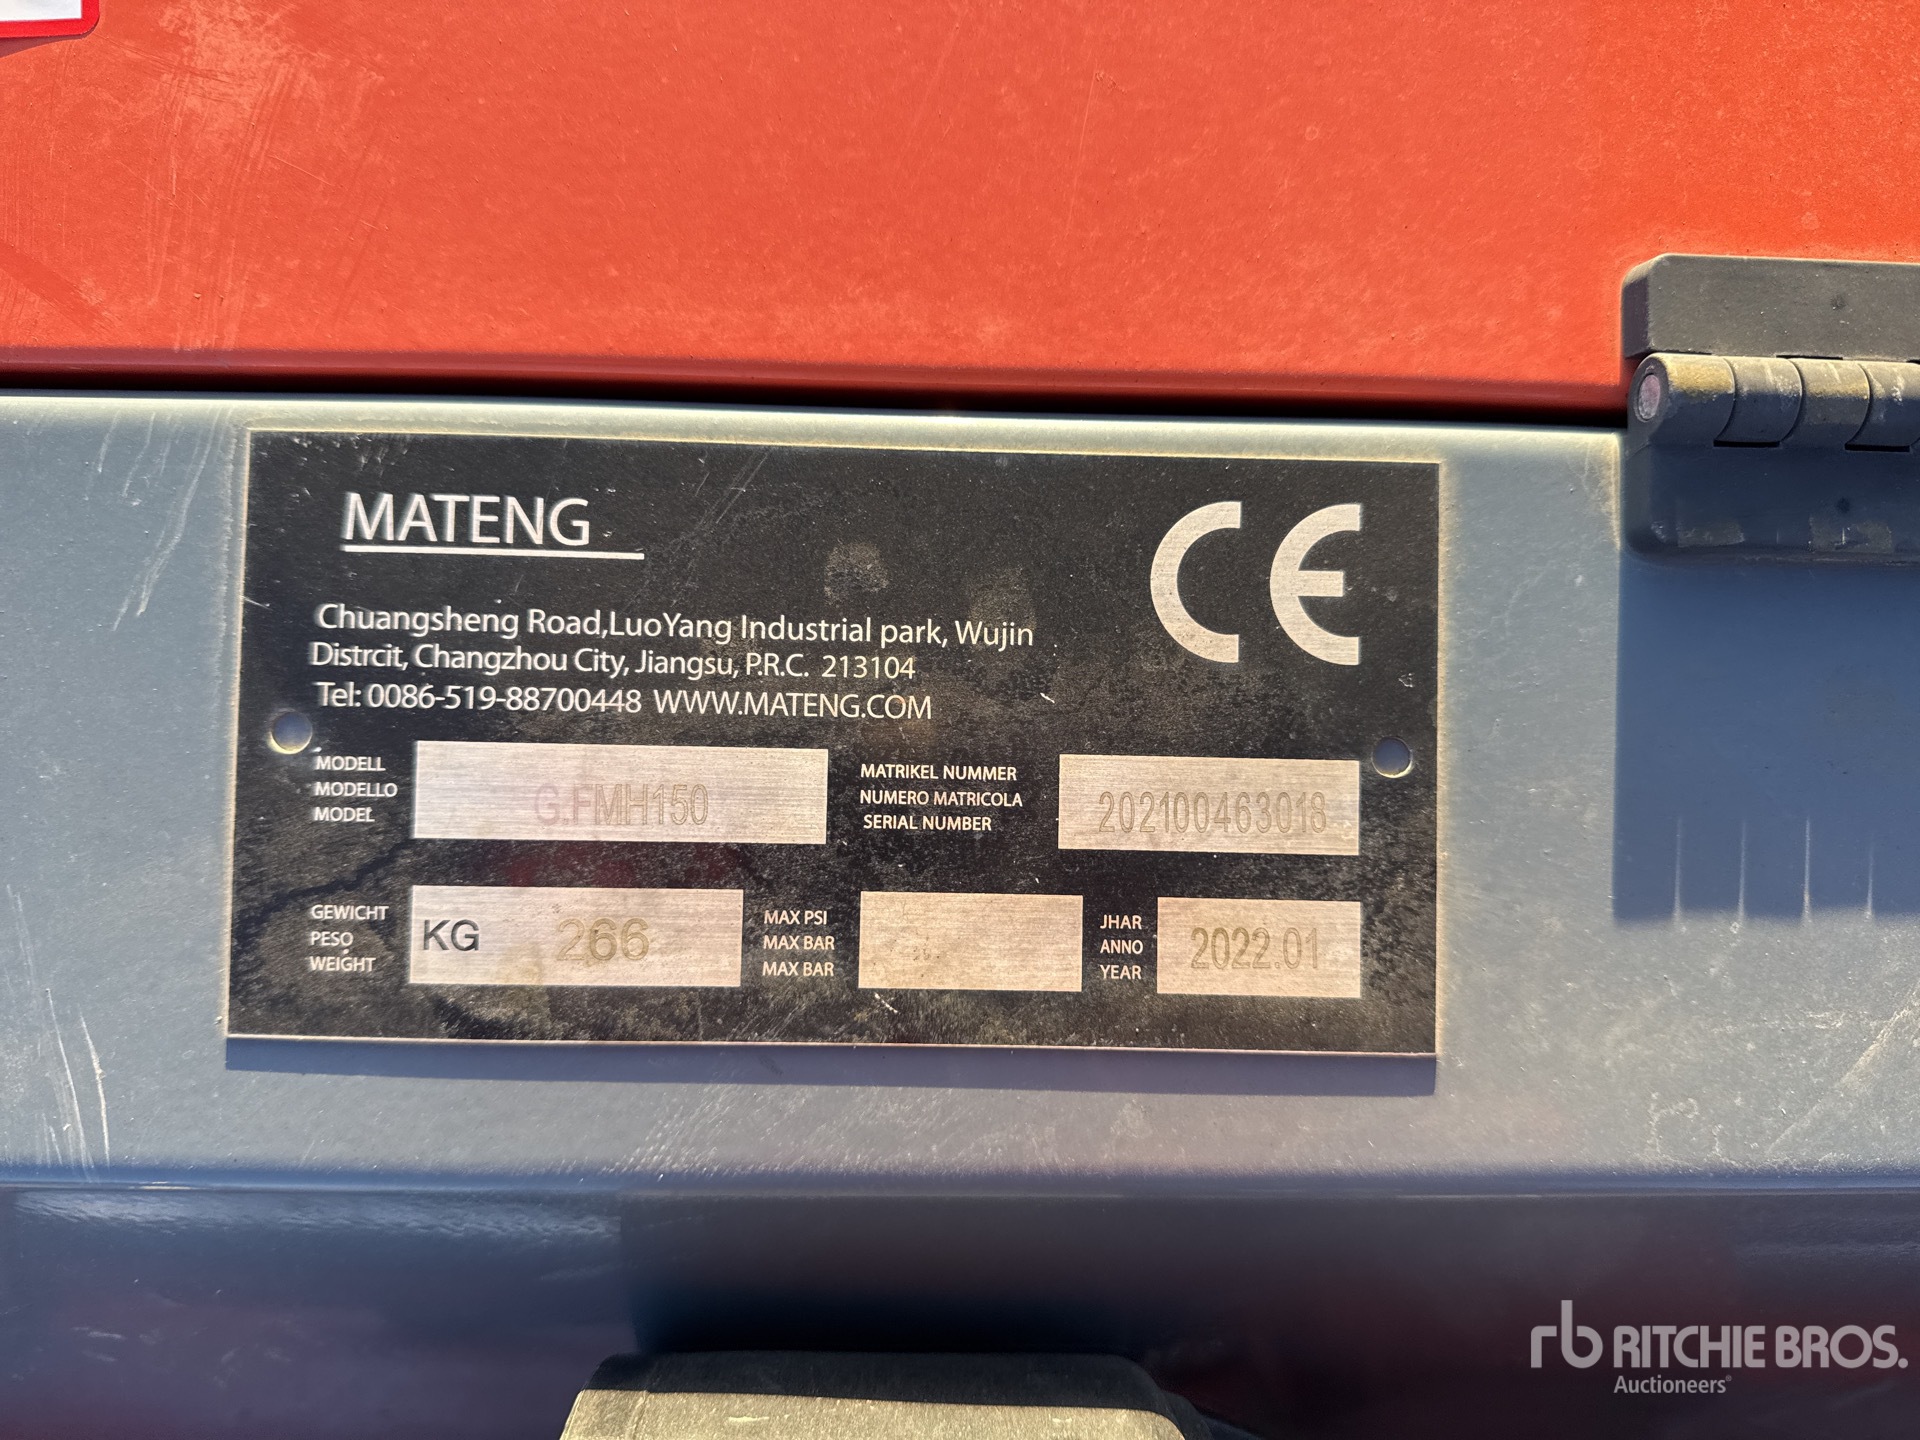 MATENG
CE
Chuangsheng Road,LuoYang Industrial park, Wujin
Distrcit, Changzhou City, Jiangsu, P.R.C. 213104
Tel: 0086-519-88700448 WWW.MATENG.COM
MODELL
MODELLO
MODEL
G.FMH150
MATRIKEL NUMMER
NUMERO MATRICOLA
SERIAL NUMBER
202100463018
GEWICHT
PESO
WEIGHT
KG 266
MAX PSI
MAX BAR
MAX BAR
JHAR
ANNO
YEAR
2022.01
rb RITCHIE BROS.
Auctioneers®